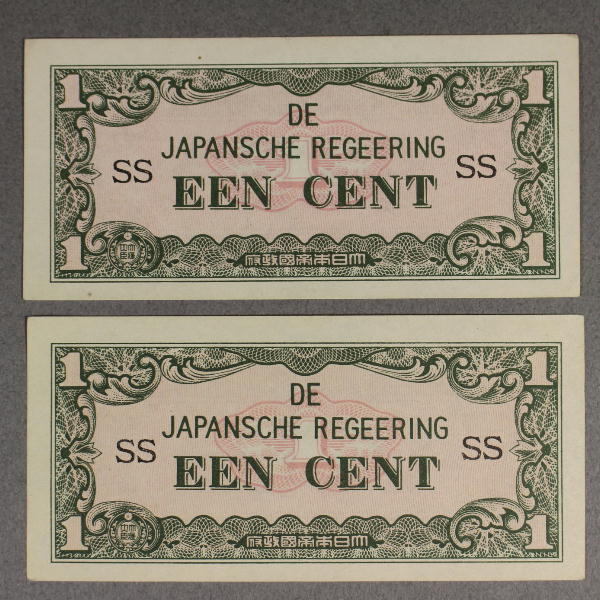 1 1
DE
JAPANSCHE REGEERING
SS SS
EEN CENT
1 1
府政國帝本日大
1 1
DE
JAPANSCHE REGEERING
SS SS
EEN CENT
1 1
府政國帝本日大